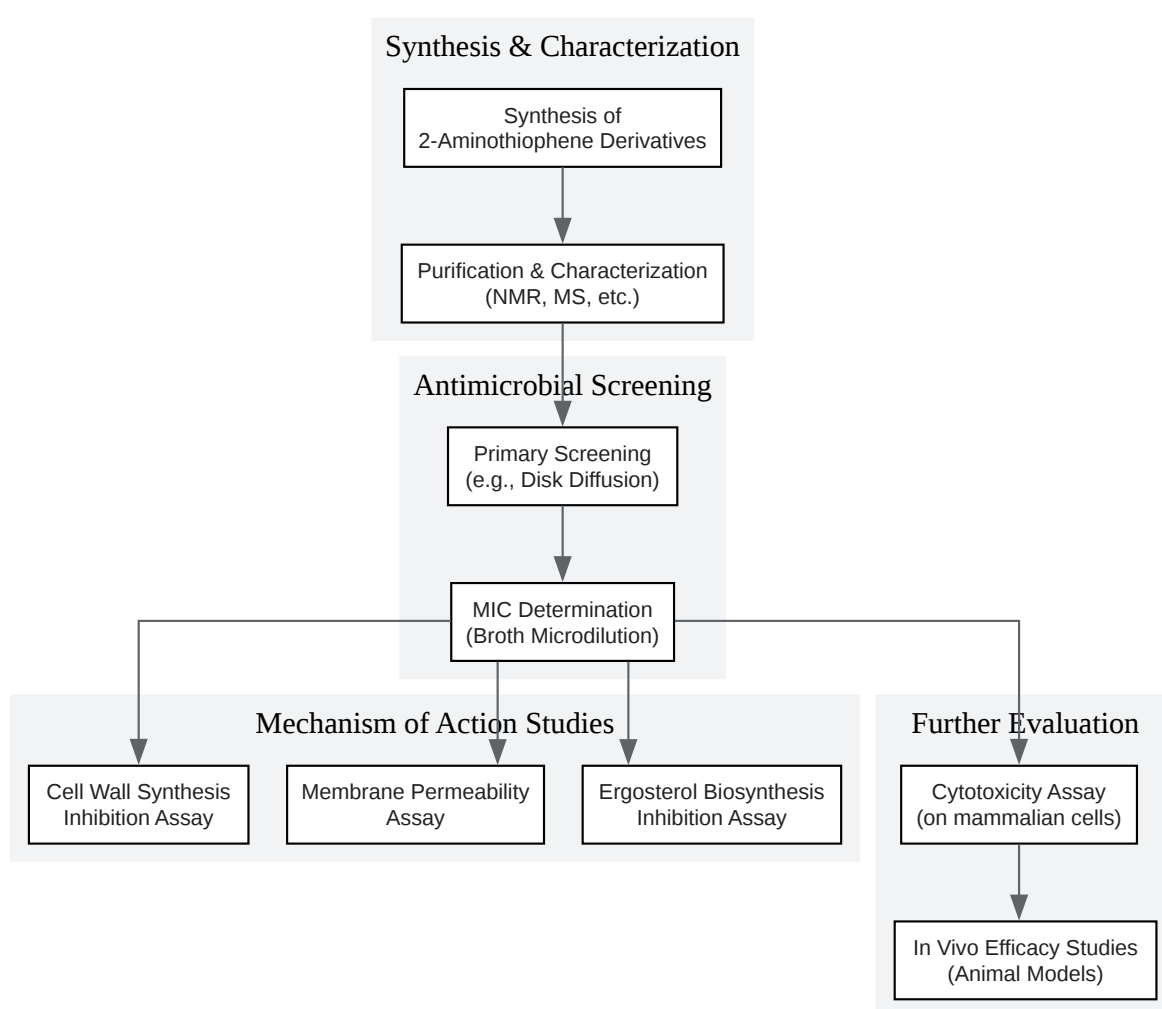 Synthesis & Characterization
Synthesis of
2-Aminothiophene Derivatives
Purification & Characterization
(NMR, MS, etc.)
Antimicrobial Screening
Primary Screening
(e.g., Disk Diffusion)
MIC Determination
(Broth Microdilution)
Mechanism of Action Studies
Cell Wall Synthesis
Inhibition Assay
Membrane Permeability
Assay
Ergosterol Biosynthesis
Inhibition Assay
Further Evaluation
Cytotoxicity Assay
(on mammalian cells)
In Vivo Efficacy Studies
(Animal Models)